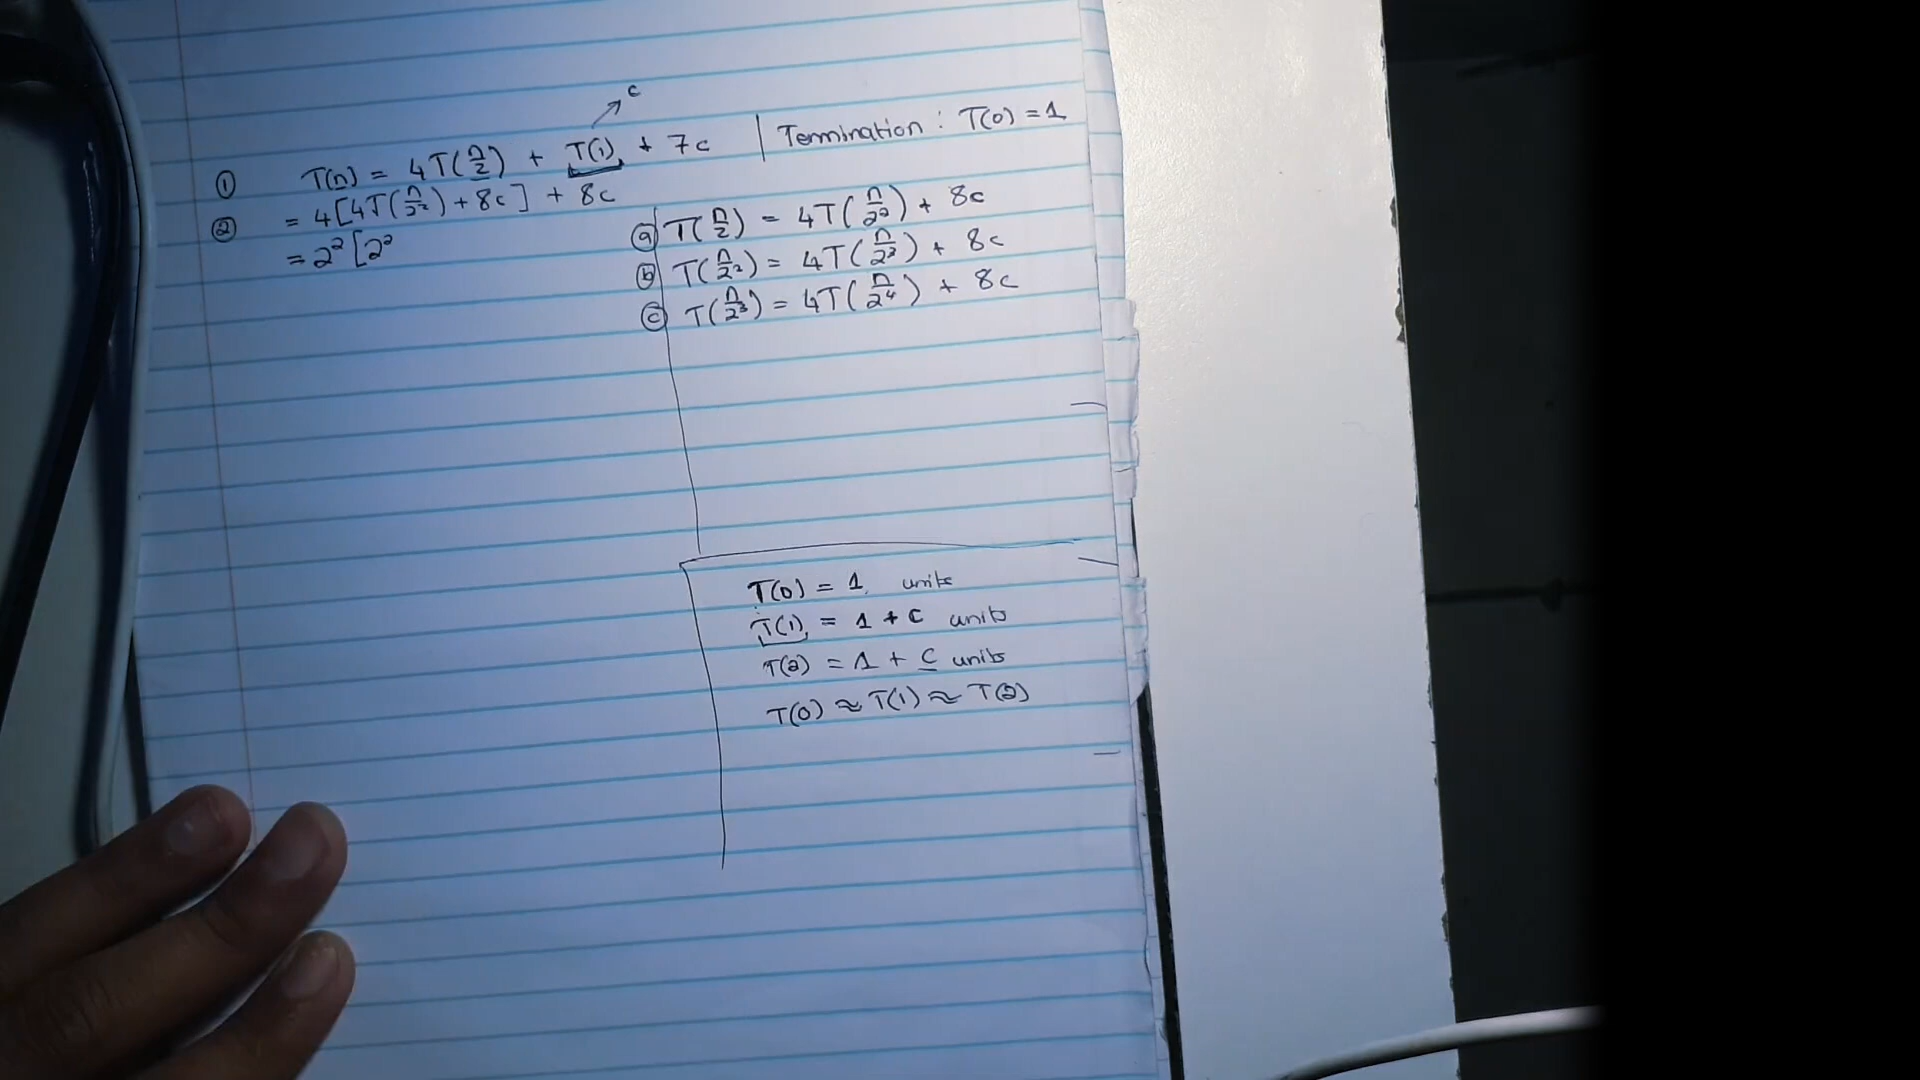 c
① T(n) = 4T(n/2) + T(1) + 7c | Termination : T(0) = 1
② = 4[4T(n/2²) + 8c] + 8c
= 2² [2²
ⓐ T(n/2) = 4T(n/2²) + 8c
ⓑ T(n/2²) = 4T(n/2³) + 8c
ⓒ T(n/2³) = 4T(n/2⁴) + 8c
T(0) = 1 units
T(1) = 1 + c units
T(2) = 1 + c units
T(0) ≈ T(1) ≈ T(2)